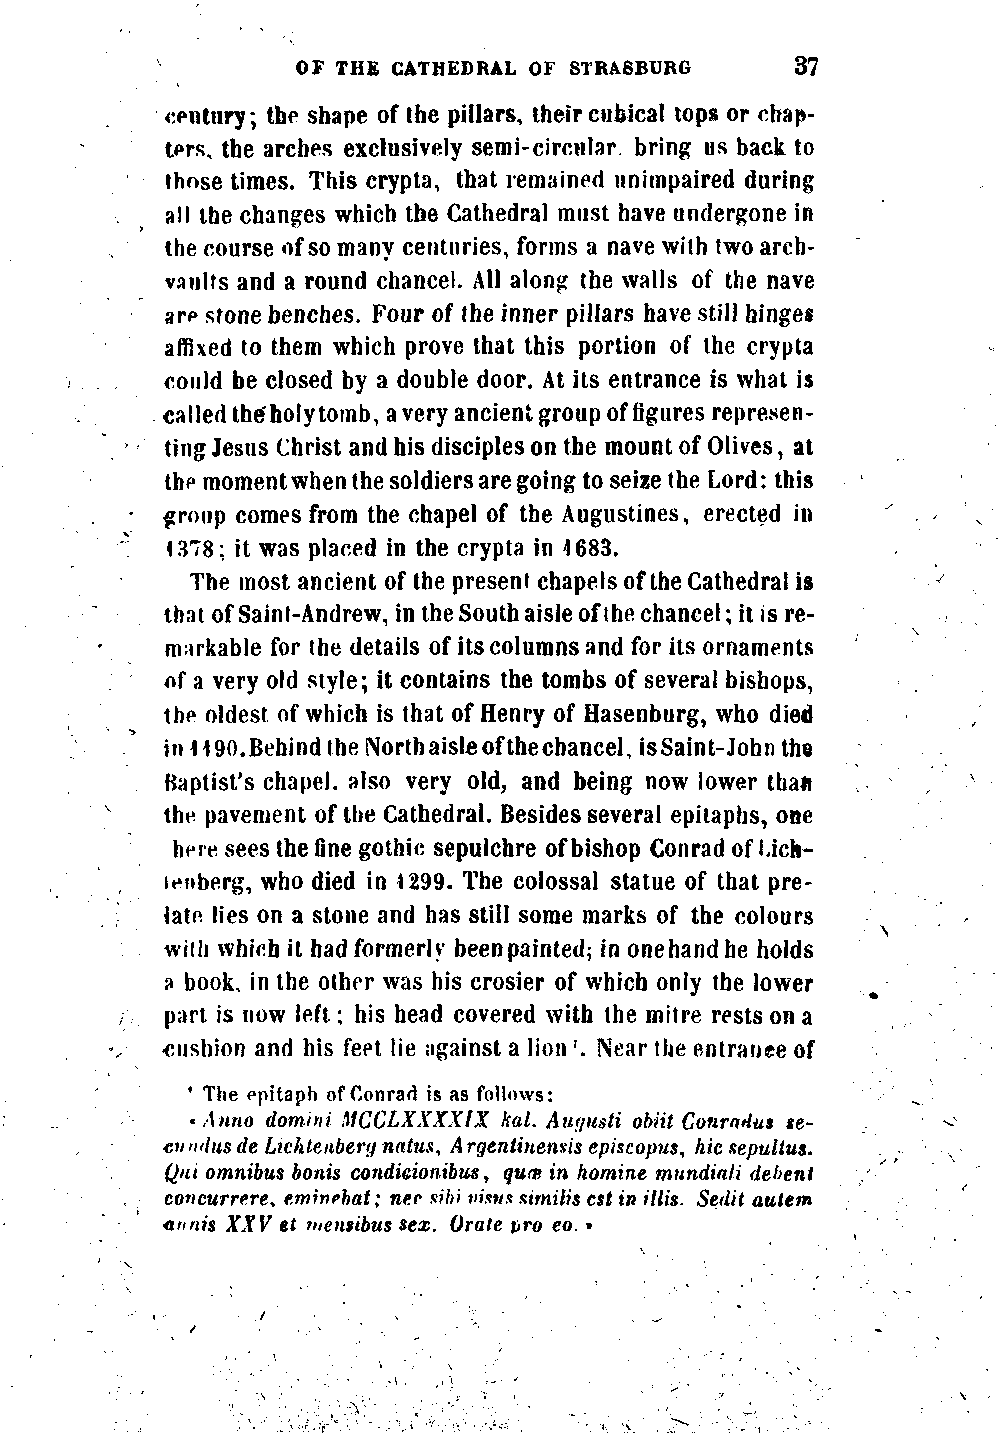 OF THE CATHEDRAL OF STRASBURG 37
century; the shape of the pillars, their cubical tops or chap-
ters, the arches exclusively semi-circular. bring us back to
those times. This crypta, that remained unimpaired during
all the changes which the Cathedral must have undergone in
the course of so many centuries, forms a nave with two arch-
vaults and a round chancel. All along the walls of the nave
are stone benches. Four of the inner pillars have still hinges
affixed to them which prove that this portion of the crypta
could be closed by a double door. At its entrance is what is
called the holy tomb, a very ancient group of figures represen-
ting Jesus Christ and his disciples on the mount of Olives, at
the moment when the soldiers are going to seize the Lord: this
group comes from the chapel of the Augustines, erected in
1378; it was placed in the crypta in 1683.
The most ancient of the present chapels of the Cathedral is
that of Saint-Andrew, in the South aisle of the chancel; it is re-
markable for the details of its columns and for its ornaments
of a very old style; it contains the tombs of several bishops,
the oldest of which is that of Henry of Hasenburg, who died
in 1190. Behind the North aisle of the chancel, is Saint-John the
Baptist's chapel. also very old, and being now lower than
the pavement of the Cathedral. Besides several epitaphs, one
here sees the fine gothic sepulchre of bishop Conrad of Lich-
tenberg, who died in 1299. The colossal statue of that pre-
late lies on a stone and has still some marks of the colours
with which it had formerly been painted; in one hand he holds
a book, in the other was his crosier of which only the lower
part is now left; his head covered with the mitre rests on a
cushion and his feet lie against a lion ¹. Near the entrance of
¹ The epitaph of Conrad is as follows:
« Anno domini MCCLXXXXIX kal. Augusti obiit Conradus se-
cundus de Lichtenberg natus, Argentinensis episcopus, hic sepultus.
Qui omnibus bonis condicionibus, quæ in homine mundiali debent
concurrere, eminebat; nec sibi visus similis est in illis. Sedit autem
annis XXV et mensibus sex. Orate pro eo. »